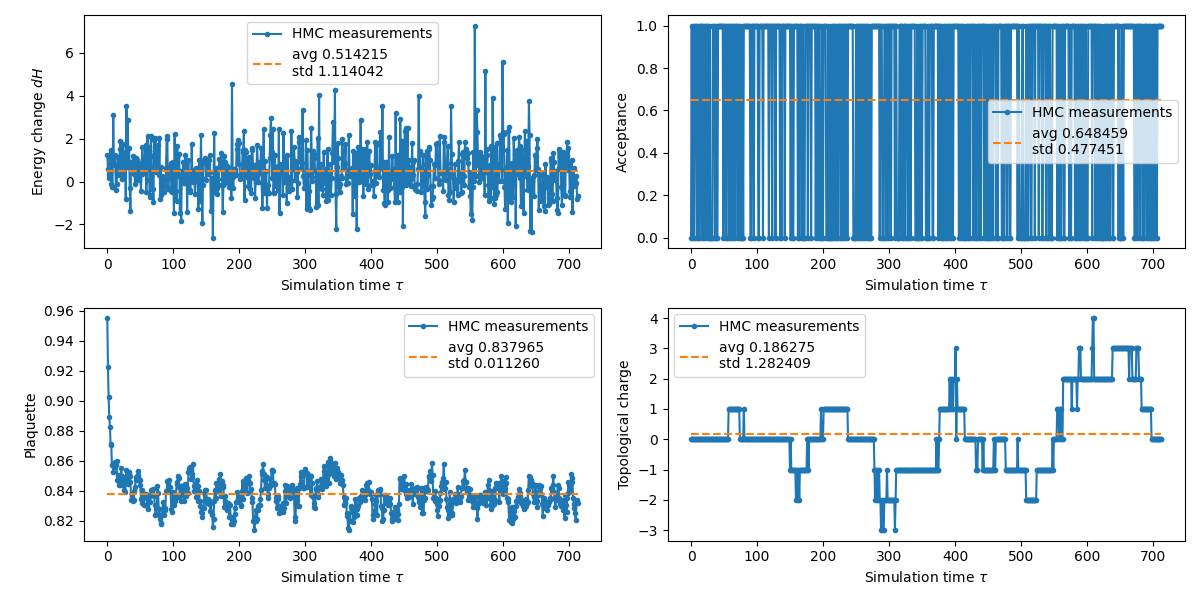 HMC measurements
avg 0.514215
std 1.114042
Energy change dH
6
4
2
0
−2
0 100 200 300 400 500 600 700
Simulation time τ
HMC measurements
avg 0.648459
std 0.477451
Acceptance
1.0
0.8
0.6
0.4
0.2
0.0
0 100 200 300 400 500 600 700
Simulation time τ
HMC measurements
avg 0.837965
std 0.011260
Plaquette
0.96
0.94
0.92
0.90
0.88
0.86
0.84
0.82
0 100 200 300 400 500 600 700
Simulation time τ
HMC measurements
avg 0.186275
std 1.282409
Topological charge
4
3
2
1
0
−1
−2
−3
0 100 200 300 400 500 600 700
Simulation time τ